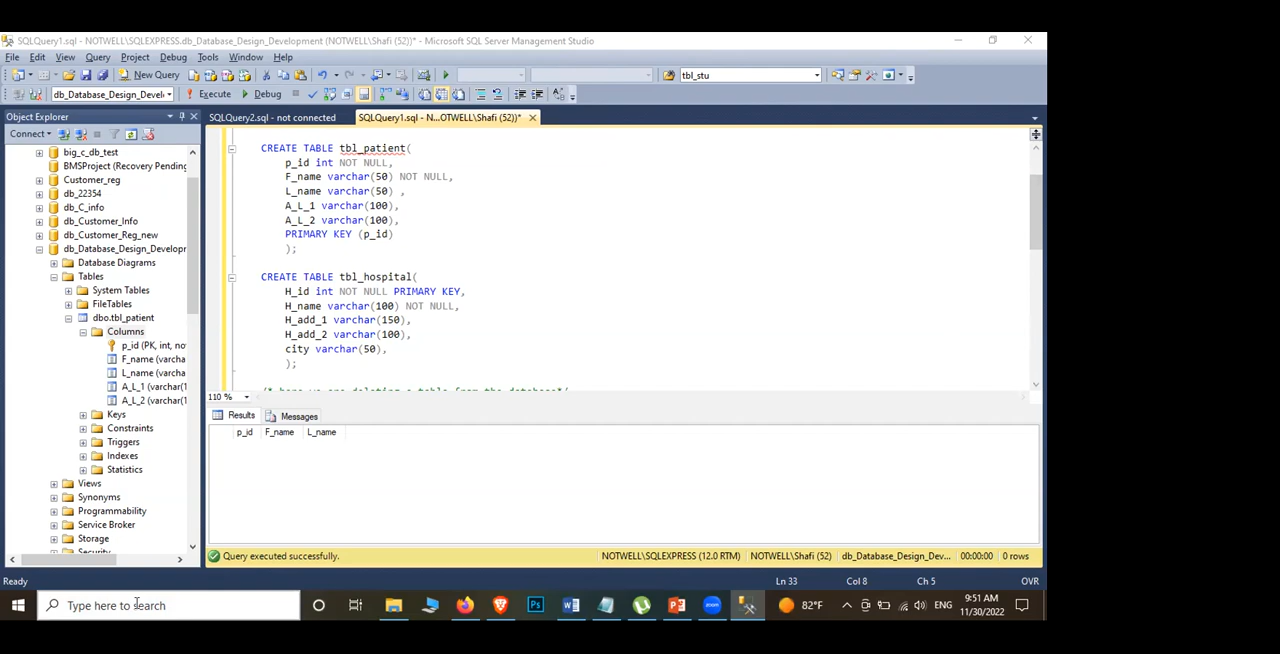 SQLQuery1.sql - NOTWELL\SQLEXPRESS.db_Database_Design_Development (NOTWELL\Shafi (52))* - Microsoft SQL Server Management Studio
File Edit View Query Project Debug Tools Window Help
New Query tbl_stu
db_Database_Design_Devel Execute Debug
Object Explorer
Connect
big_c_db_test
BMSProject (Recovery Pending
Customer_reg
db_22354
db_C_info
db_Customer_Info
db_Customer_Reg_new
db_Database_Design_Develop
Database Diagrams
Tables
System Tables
FileTables
dbo.tbl_patient
Columns
p_id (PK, int, no
F_name (varcha
L_name (varcha
A_L_1 (varchar(1
A_L_2 (varchar(1
Keys
Constraints
Triggers
Indexes
Statistics
Views
Synonyms
Programmability
Service Broker
Storage
Security
SQLQuery2.sql - not connected
SQLQuery1.sql - N...OTWELL\Shafi (52))*
CREATE TABLE tbl_patient(
p_id int NOT NULL,
F_name varchar(50) NOT NULL,
L_name varchar(50) ,
A_L_1 varchar(100),
A_L_2 varchar(100),
PRIMARY KEY (p_id)
);
CREATE TABLE tbl_hospital(
H_id int NOT NULL PRIMARY KEY,
H_name varchar(100) NOT NULL,
H_add_1 varchar(150),
H_add_2 varchar(100),
city varchar(50),
);
/* here we are deleting a table from the database*/
110 %
Results Messages
p_id F_name L_name
Query executed successfully. NOTWELL\SQLEXPRESS (12.0 RTM) NOTWELL\Shafi (52) db_Database_Design_Dev... 00:00:00 0 rows
Ready Ln 33 Col 8 Ch 5 OVR
Type here to search
82°F
ENG
9:51 AM
11/30/2022